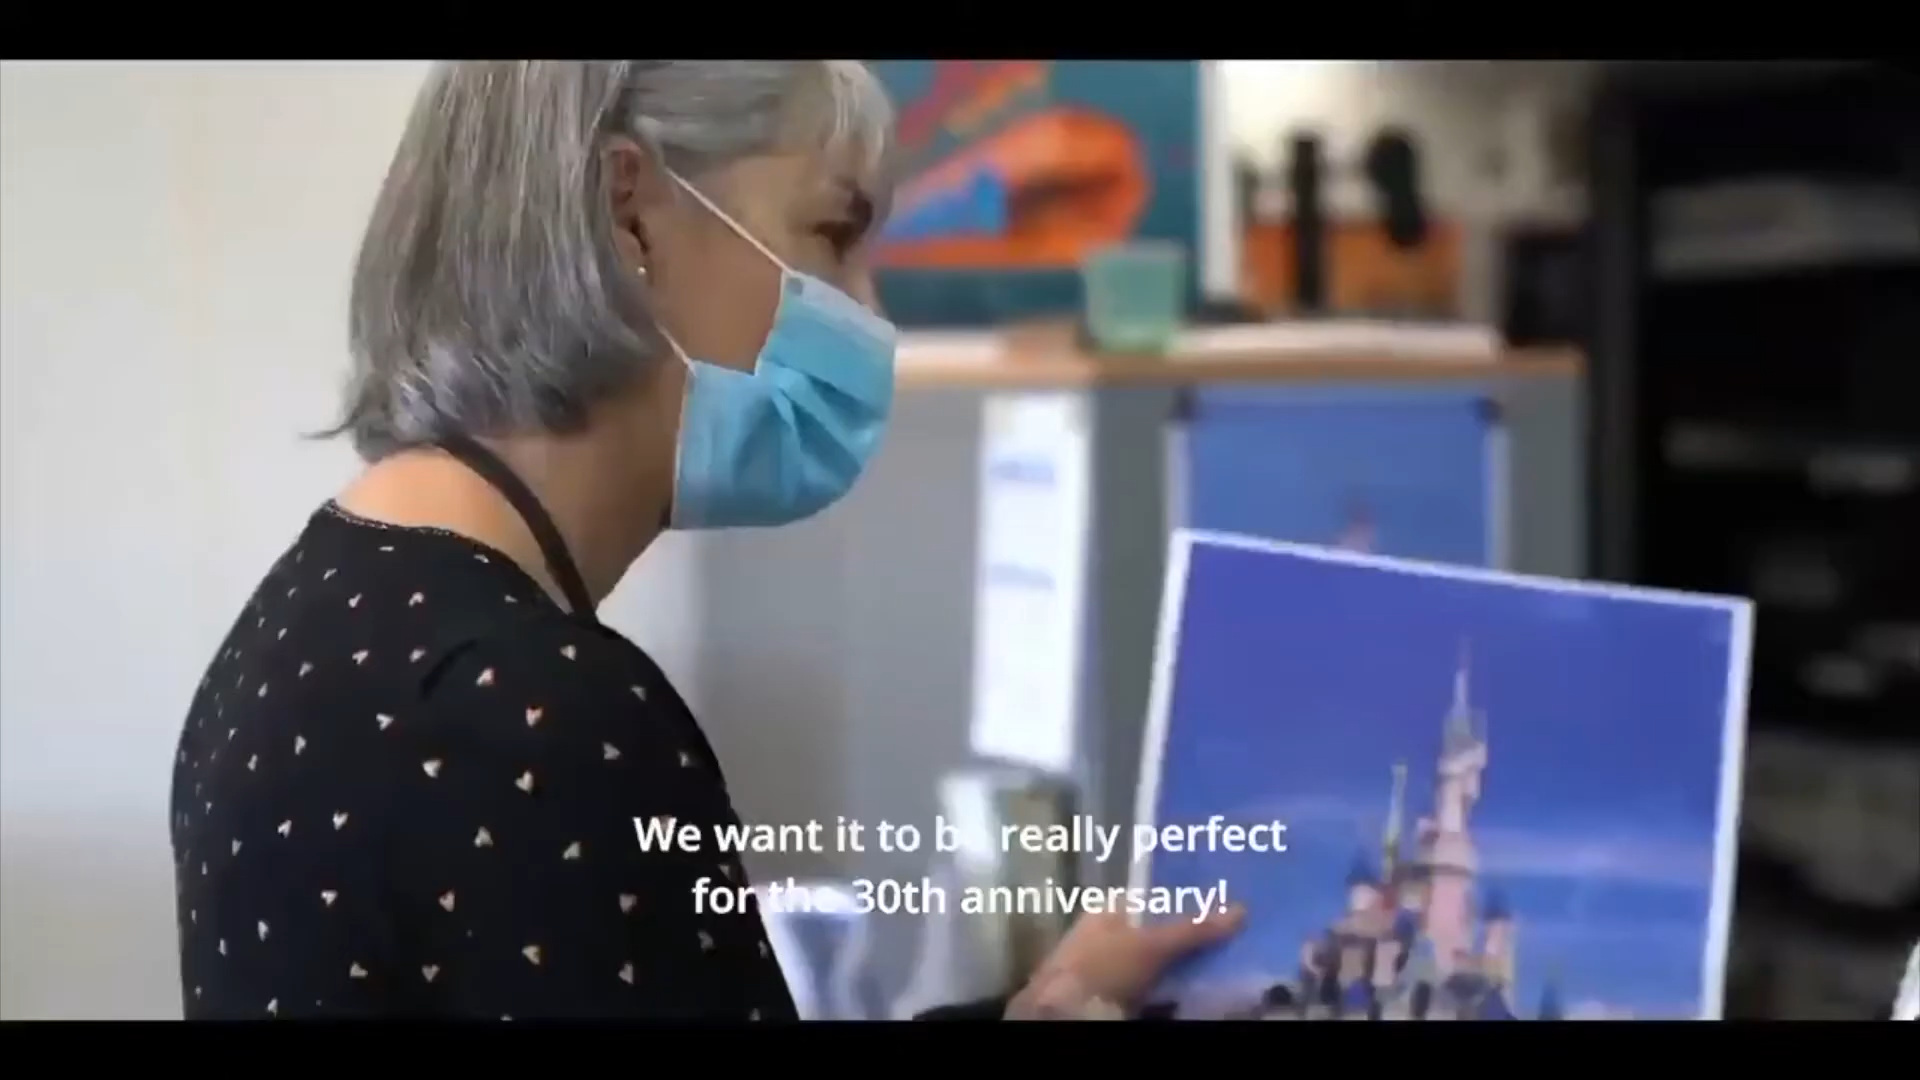 We want it to be really perfect
for the 30th anniversary!